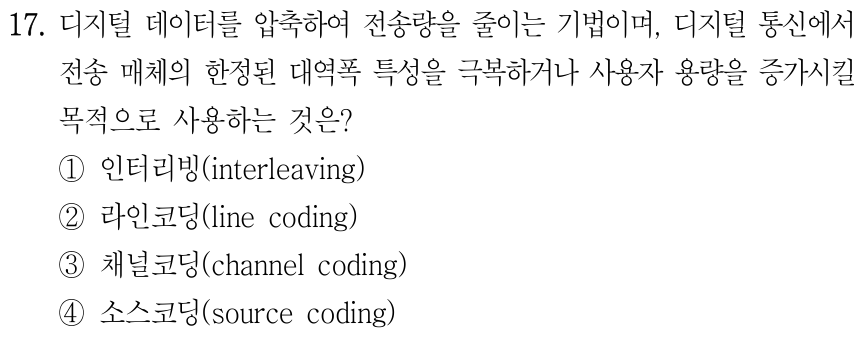 17. 디지털 데이터를 압축하여 전송량을 줄이는 기법이며, 디지털 통신에서
전송 매체의 한정된 대역폭 특성을 극복하거나 사용자 용량을 증가시킬
목적으로 사용하는 것은?
① 인터리빙(interleaving)
② 라인코딩(line coding)
③ 채널코딩(channel coding)
④ 소스코딩(source coding)